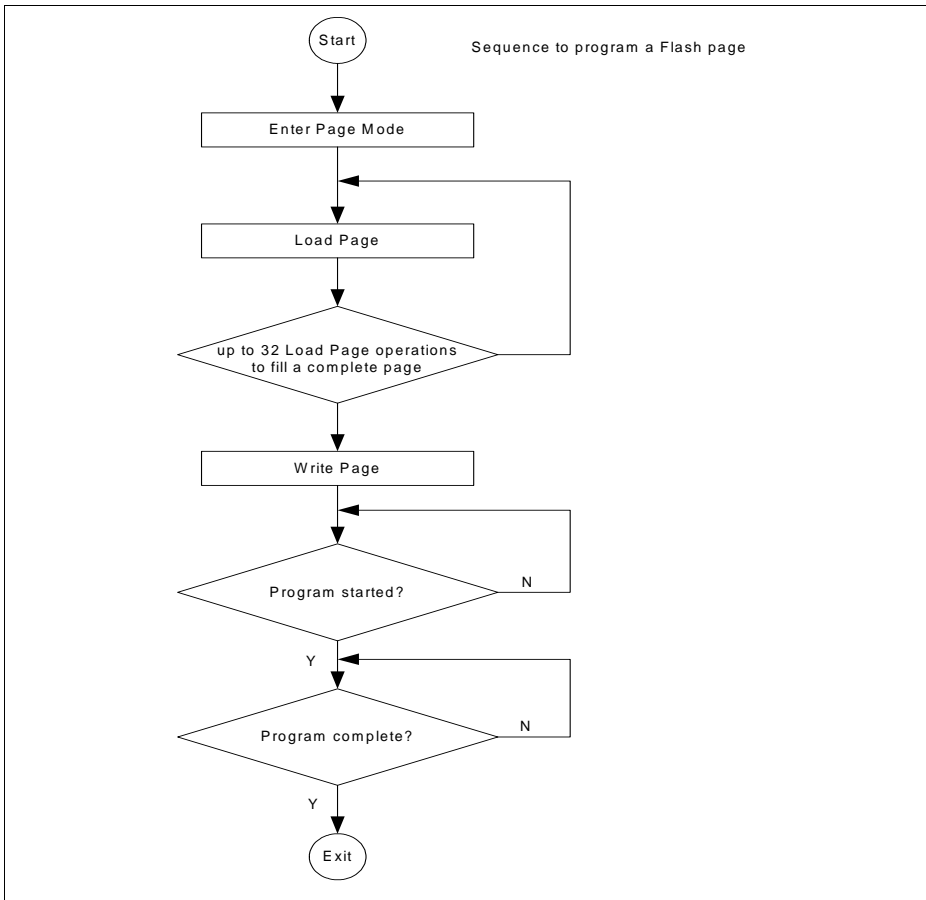 Start
Sequence to program a Flash page
Enter Page Mode
Load Page
up to 32 Load Page operations
to fill a complete page
Write Page
Program started?
N
Y
Program complete?
N
Y
Exit